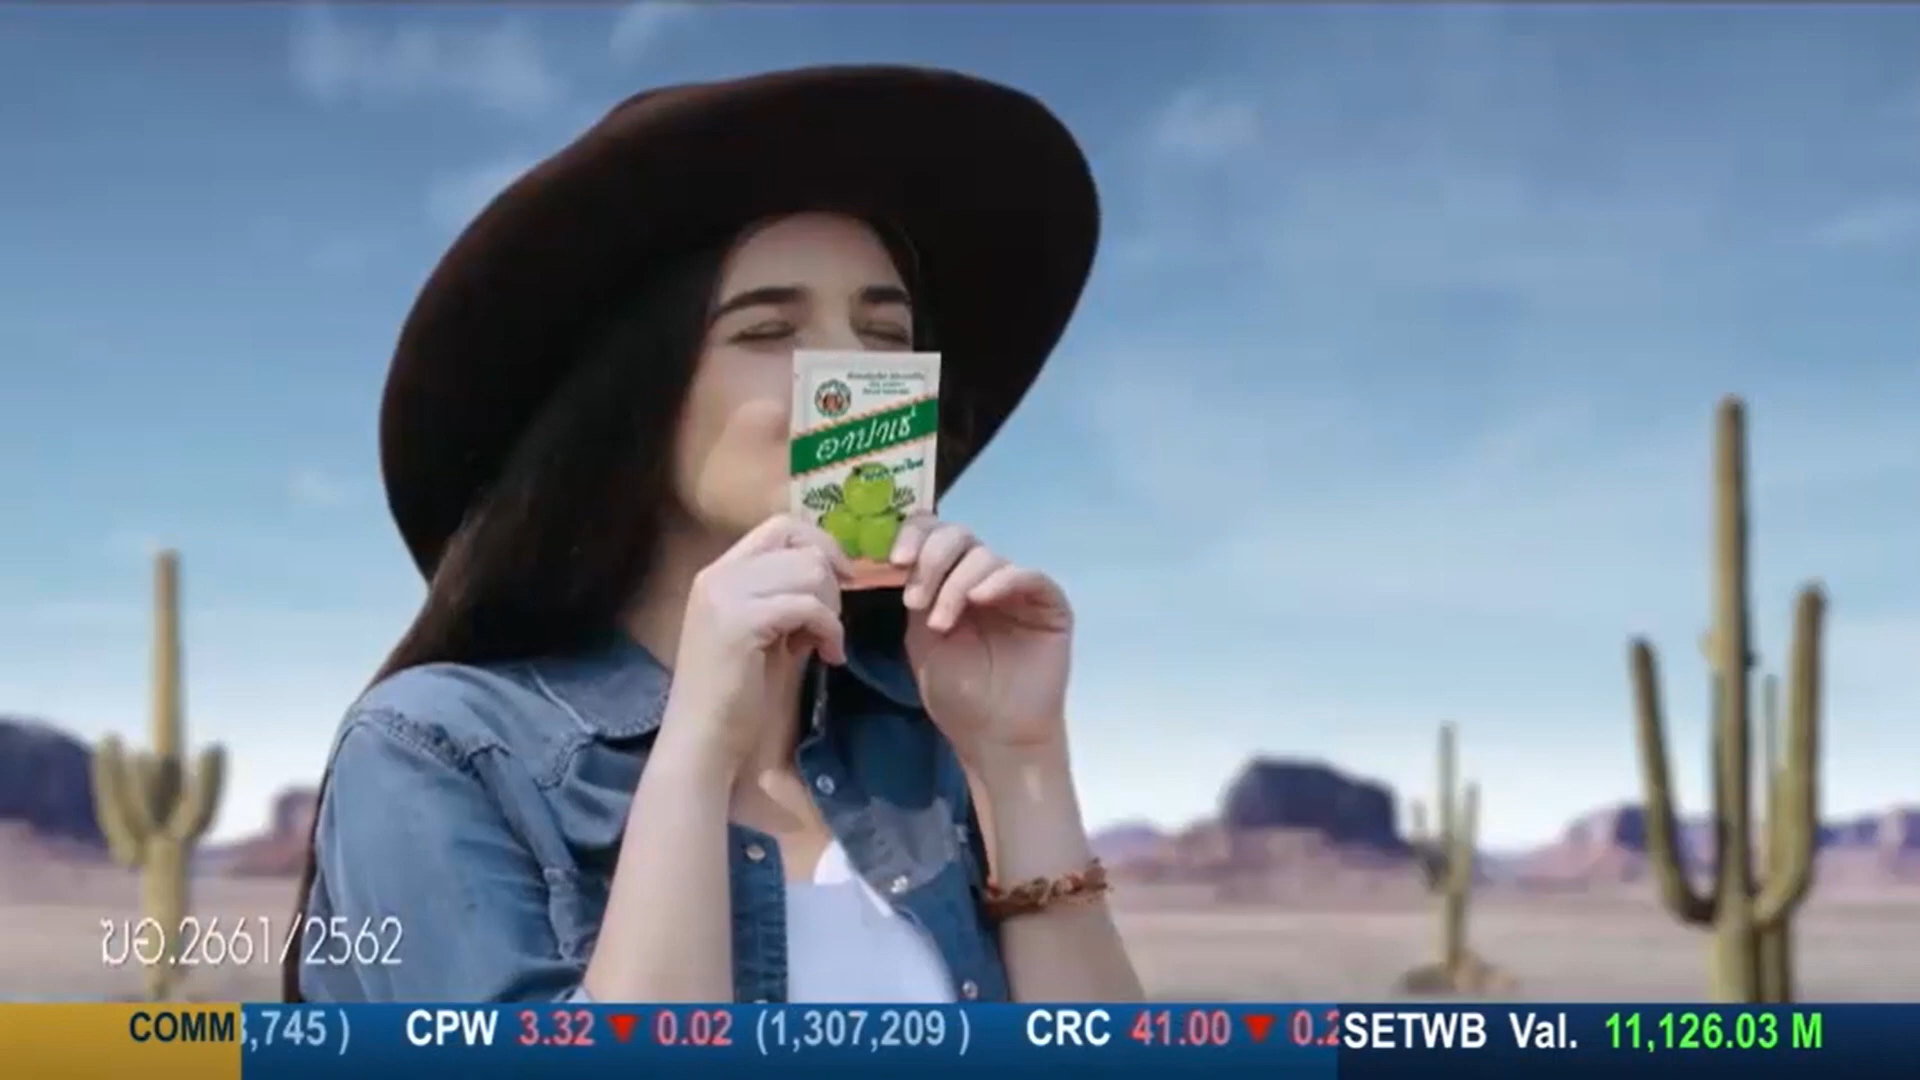 อาปาเช่
ฆอ.2661/2562
COMM ,745 ) CPW 3.32 ▼ 0.02 (1,307,209 ) CRC 41.00 ▼ 0.2 SETWB Val. 11,126.03 M